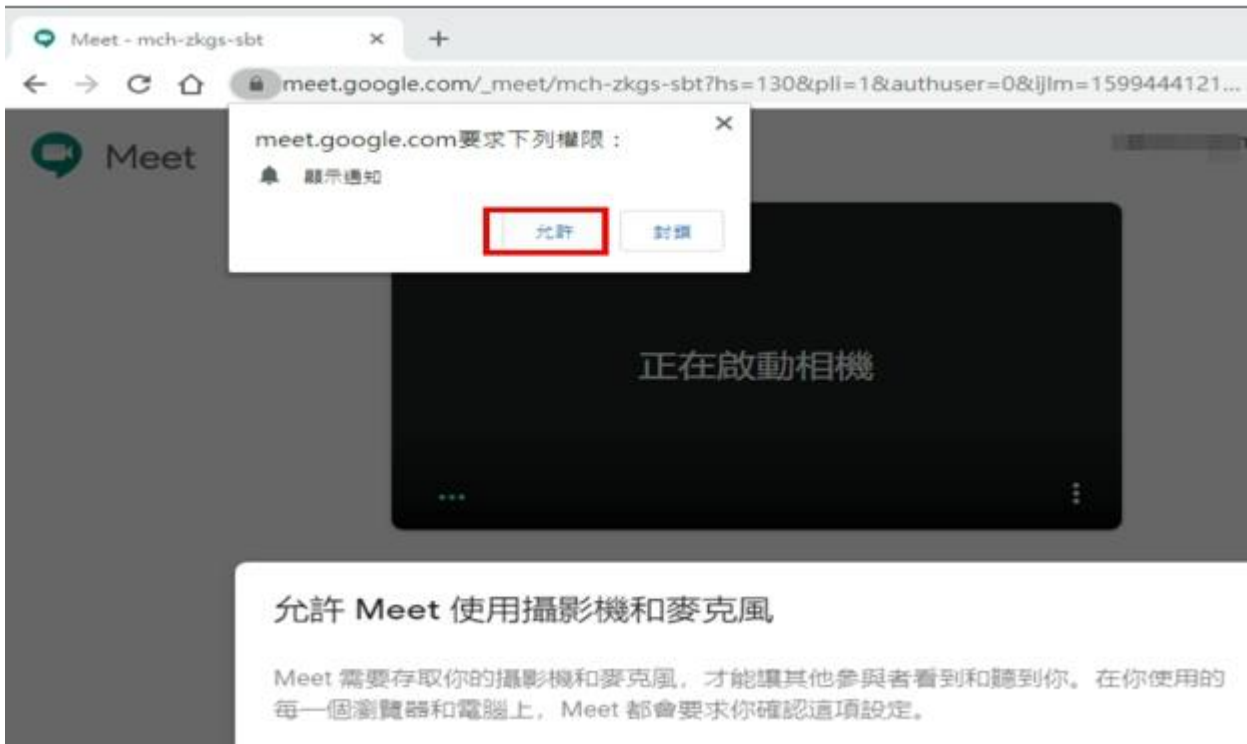 Meet - mch-zkgs-sbt
meet.google.com/_meet/mch-zkgs-sbt?hs=130&pli=1&authuser=0&ijlm=1599444121...
meet.google.com要求下列權限：
Meet
顯示通知
允許 封鎖
正在啟動相機
允許 Meet 使用攝影機和麥克風
Meet 需要存取你的攝影機和麥克風，才能讓其他參與者看到和聽到你。在你使用的
每一個瀏覽器和電腦上，Meet 都會要求你確認這項設定。